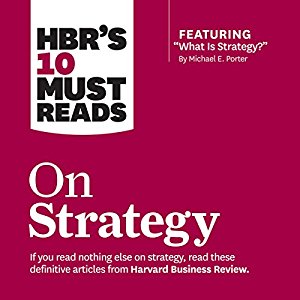 HBR'S
10
MUST
READS
FEATURING
“What Is Strategy?”
By Michael E. Porter
On
Strategy
If you read nothing else on strategy, read these
definitive articles from Harvard Business Review.